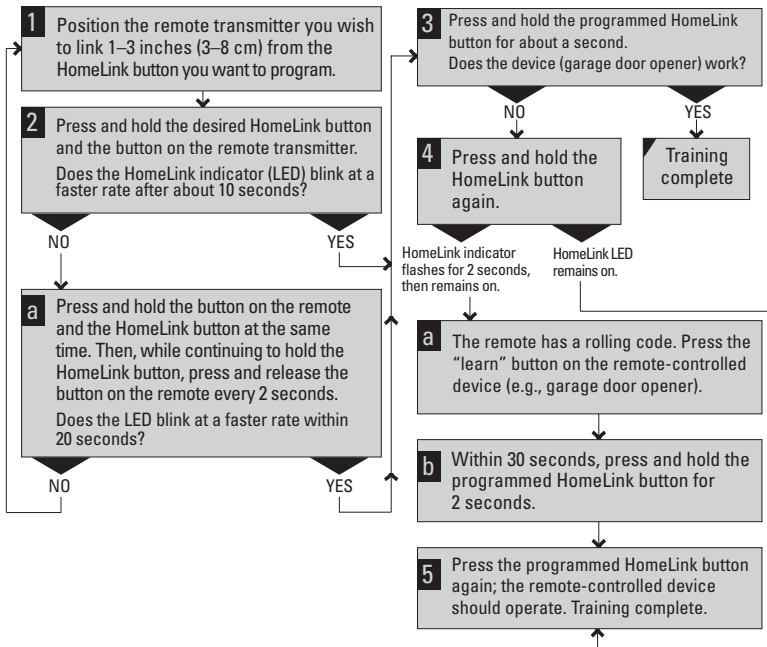 1
Position the remote transmitter you wish
to link 1–3 inches (3–8 cm) from the
HomeLink button you want to program.
2
Press and hold the desired HomeLink button
and the button on the remote transmitter.
Does the HomeLink indicator (LED) blink at a
faster rate after about 10 seconds?
NO
YES
a
Press and hold the button on the remote
and the HomeLink button at the same
time. Then, while continuing to hold the
HomeLink button, press and release the
button on the remote every 2 seconds.
Does the LED blink at a faster rate within
20 seconds?
NO
YES
3
Press and hold the programmed HomeLink
button for about a second.
Does the device (garage door opener) work?
NO
YES
4
Press and hold the
HomeLink button
again.
Training
complete
HomeLink indicator
flashes for 2 seconds,
then remains on.
HomeLink LED
remains on.
a
The remote has a rolling code. Press the
“learn” button on the remote-controlled
device (e.g., garage door opener).
b
Within 30 seconds, press and hold the
programmed HomeLink button for
2 seconds.
5
Press the programmed HomeLink button
again; the remote-controlled device
should operate. Training complete.